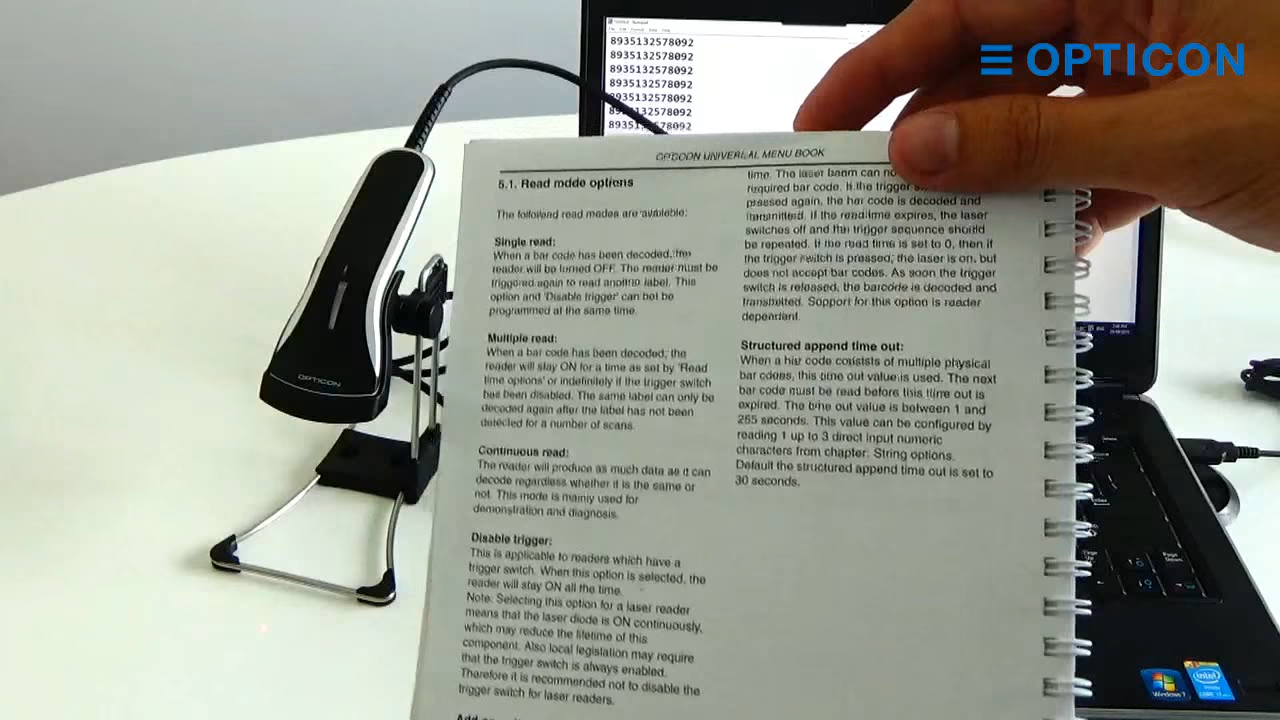 OPTICON
Untitled - Notepad
8935132578092
8935132578092
8935132578092
8935132578092
8935132578092
8935132578092
8935132578092
OPTICON
OPTICON UNIVERSAL MENU BOOK
5.1. Read mode options
The following read modes are available:
Single read:
When a bar code has been decoded, the
reader will be turned OFF. The reader must be
triggered again to read another label. This
option and 'Disable trigger' can not be
programmed at the same time.
Multiple read:
When a bar code has been decoded, the
reader will stay ON for a time as set by 'Read
time options' or indefinitely if the trigger switch
has been disabled. The same label can only be
decoded again after the label has not been
detected for a number of scans.
Continuous read:
The reader will produce as much data as it can
decode regardless whether it is the same or
not. This mode is mainly used for
demonstration and diagnosis.
Disable trigger:
This is applicable to readers which have a
trigger switch. When this option is selected, the
reader will stay ON all the time.
Note: Selecting this option for a laser reader
means that the laser diode is ON continuously,
which may reduce the lifetime of this
component. Also local legislation may require
that the trigger switch is always enabled.
Therefore it is recommended not to disable the
trigger switch for laser readers.
time. The laser beam can
required bar code. If the trigger
pressed again, the bar code is decoded and
transmitted. If the read time expires, the laser
switches off and the trigger sequence should
be repeated. If the read time is set to 0, then if
the trigger switch is pressed; the laser is on, but
does not accept bar codes. As soon the trigger
switch is released, the barcode is decoded and
transmitted. Support for this option is reader
dependent.
Structured append time out:
When a bar code consists of multiple physical
bar codes, this time out value is used. The next
bar code must be read before this time out is
expired. The time out value is between 1 and
255 seconds. This value can be configured by
reading 1 up to 3 direct input numeric
characters from chapter: String options.
Default the structured append time out is set to
30 seconds.
Windows 7
intel